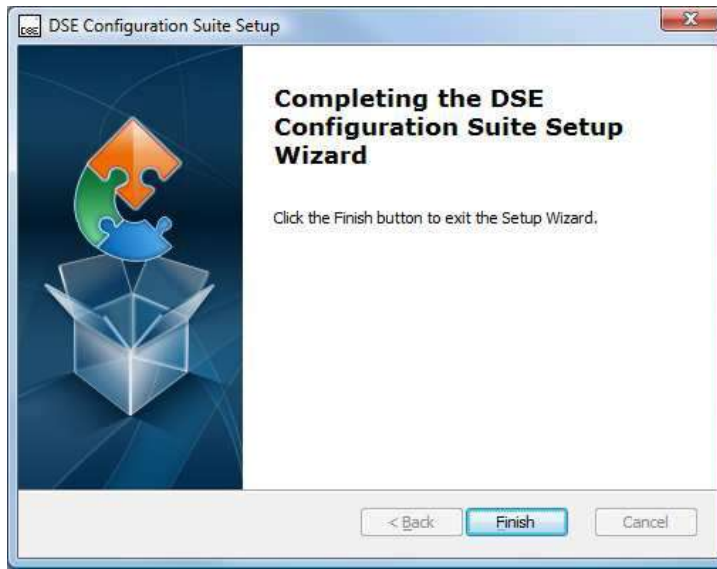 DSE
DSE Configuration Suite Setup
Completing the DSE
Configuration Suite Setup
Wizard
Click the Finish button to exit the Setup Wizard.
< Back
Finish
Cancel